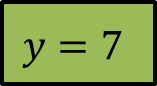 y = 7